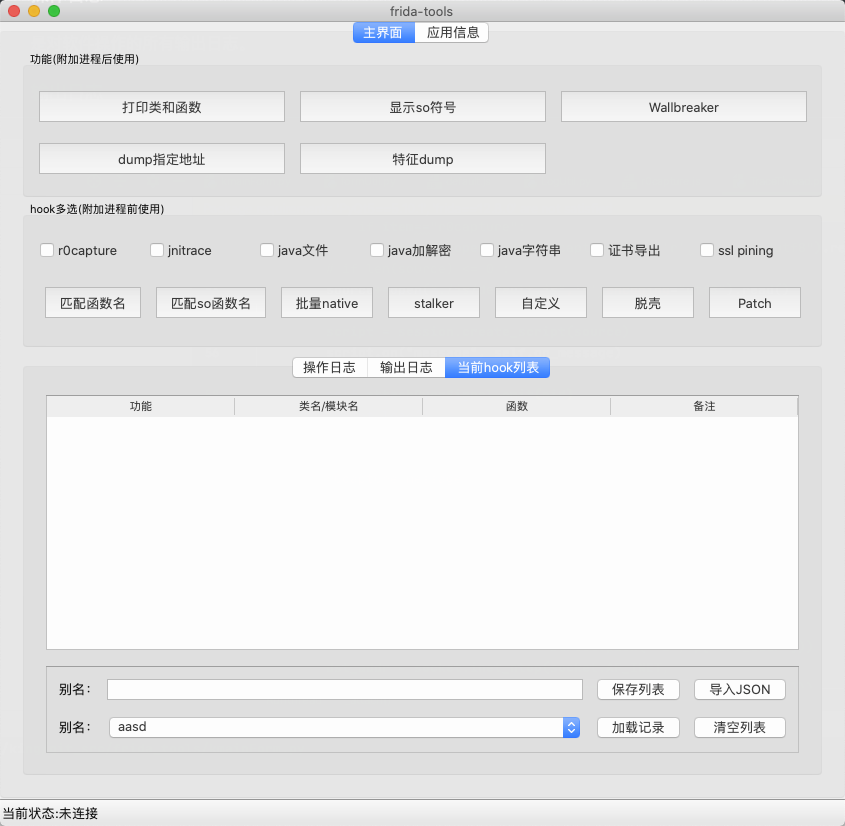 frida-tools
主界面 应用信息
功能(附加进程后使用)
打印类和函数 显示so符号 Wallbreaker
dump指定地址 特征dump
hook多选(附加进程前使用)
r0capture jnitrace java文件 java加解密 java字符串 证书导出 ssl pining
匹配函数名 匹配so函数名 批量native stalker 自定义 脱壳 Patch
操作日志 输出日志 当前hook列表
功能 类名/模块名 函数 备注
别名: 保存列表 导入JSON
别名: aasd 加载记录 清空列表
当前状态:未连接